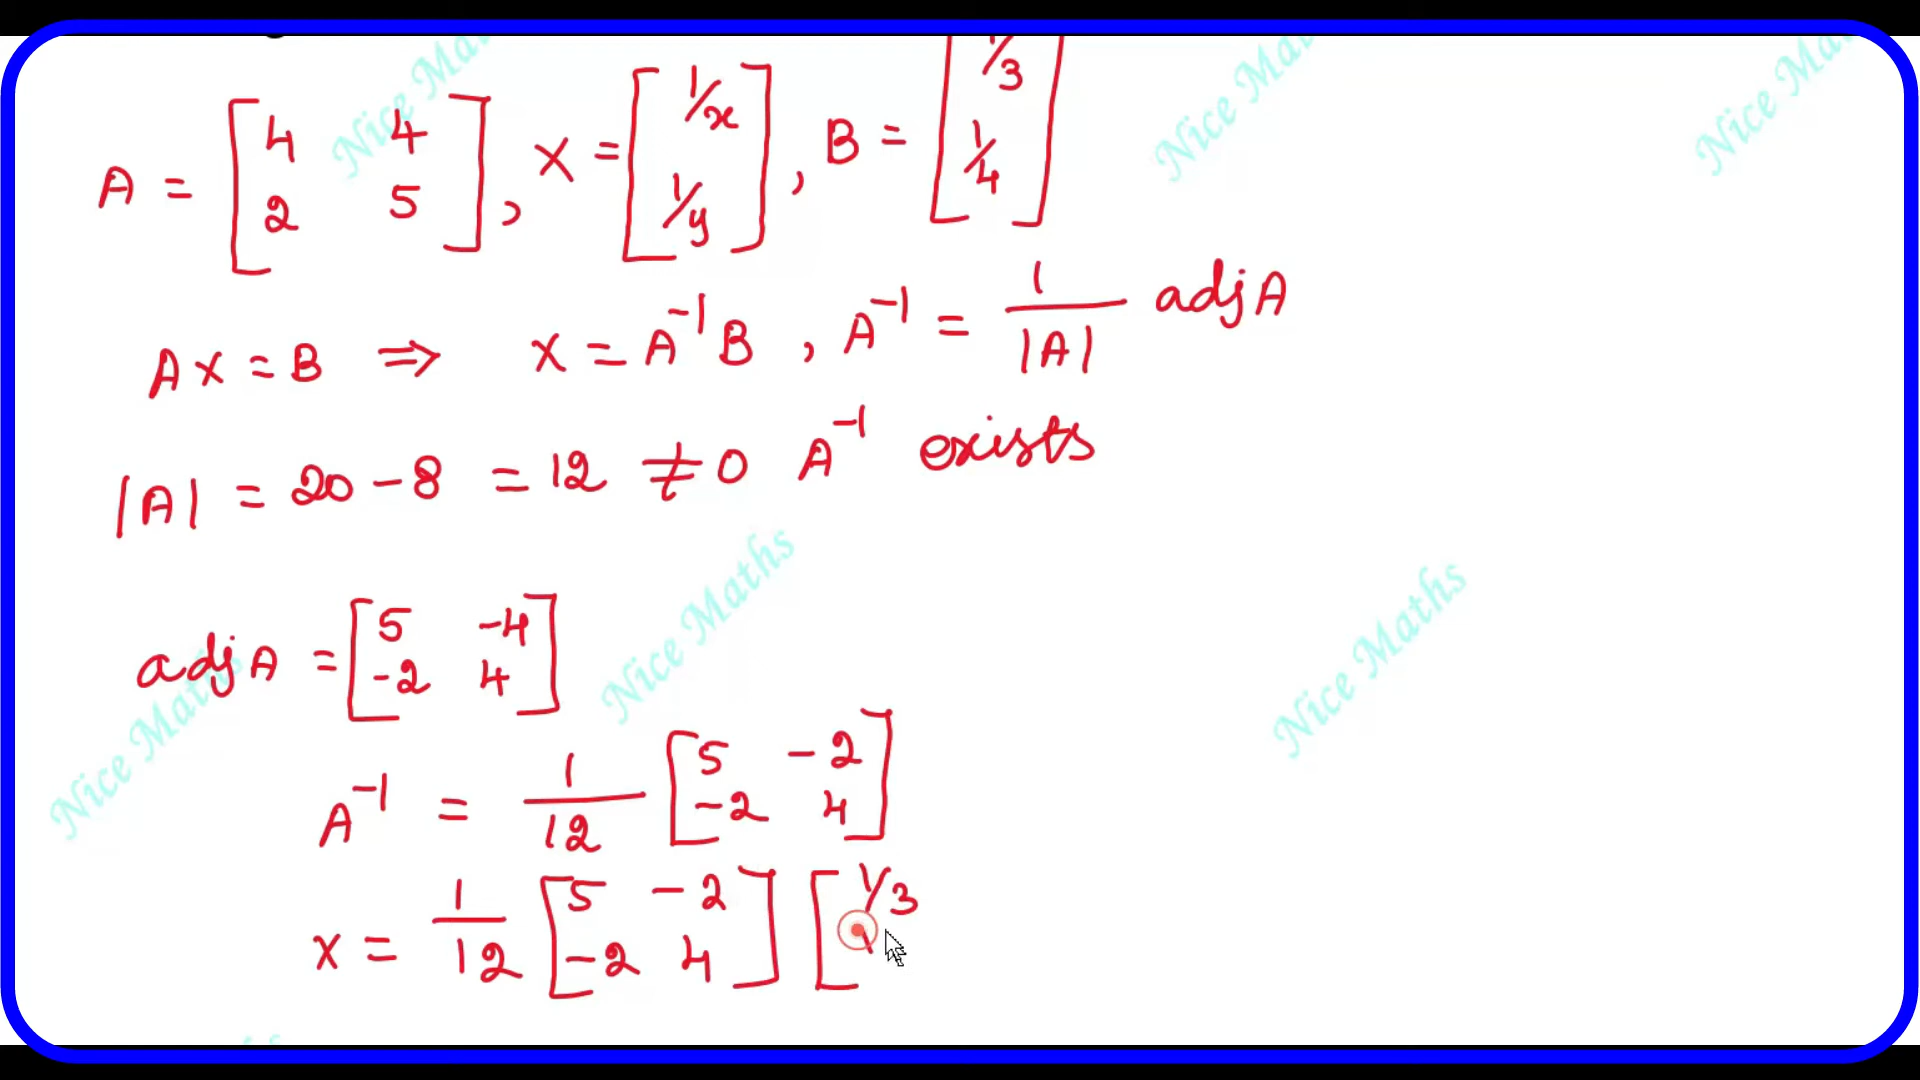 A = [4 4 2 5], X = [1/x 1/y], B = [1/3 1/4]
AX = B ⇒ X = A⁻¹B, A⁻¹ = 1/|A| adjA
|A| = 20 - 8 = 12 ≠ 0 A⁻¹ exists
adjA = [5 -4 -2 4]
A⁻¹ = 1/12 [5 -2 -2 4]
X = 1/12 [5 -2 -2 4] [1/3
Nice Maths
Nice Maths
Nice Maths
Nice Maths
Nice Maths
Nice Maths